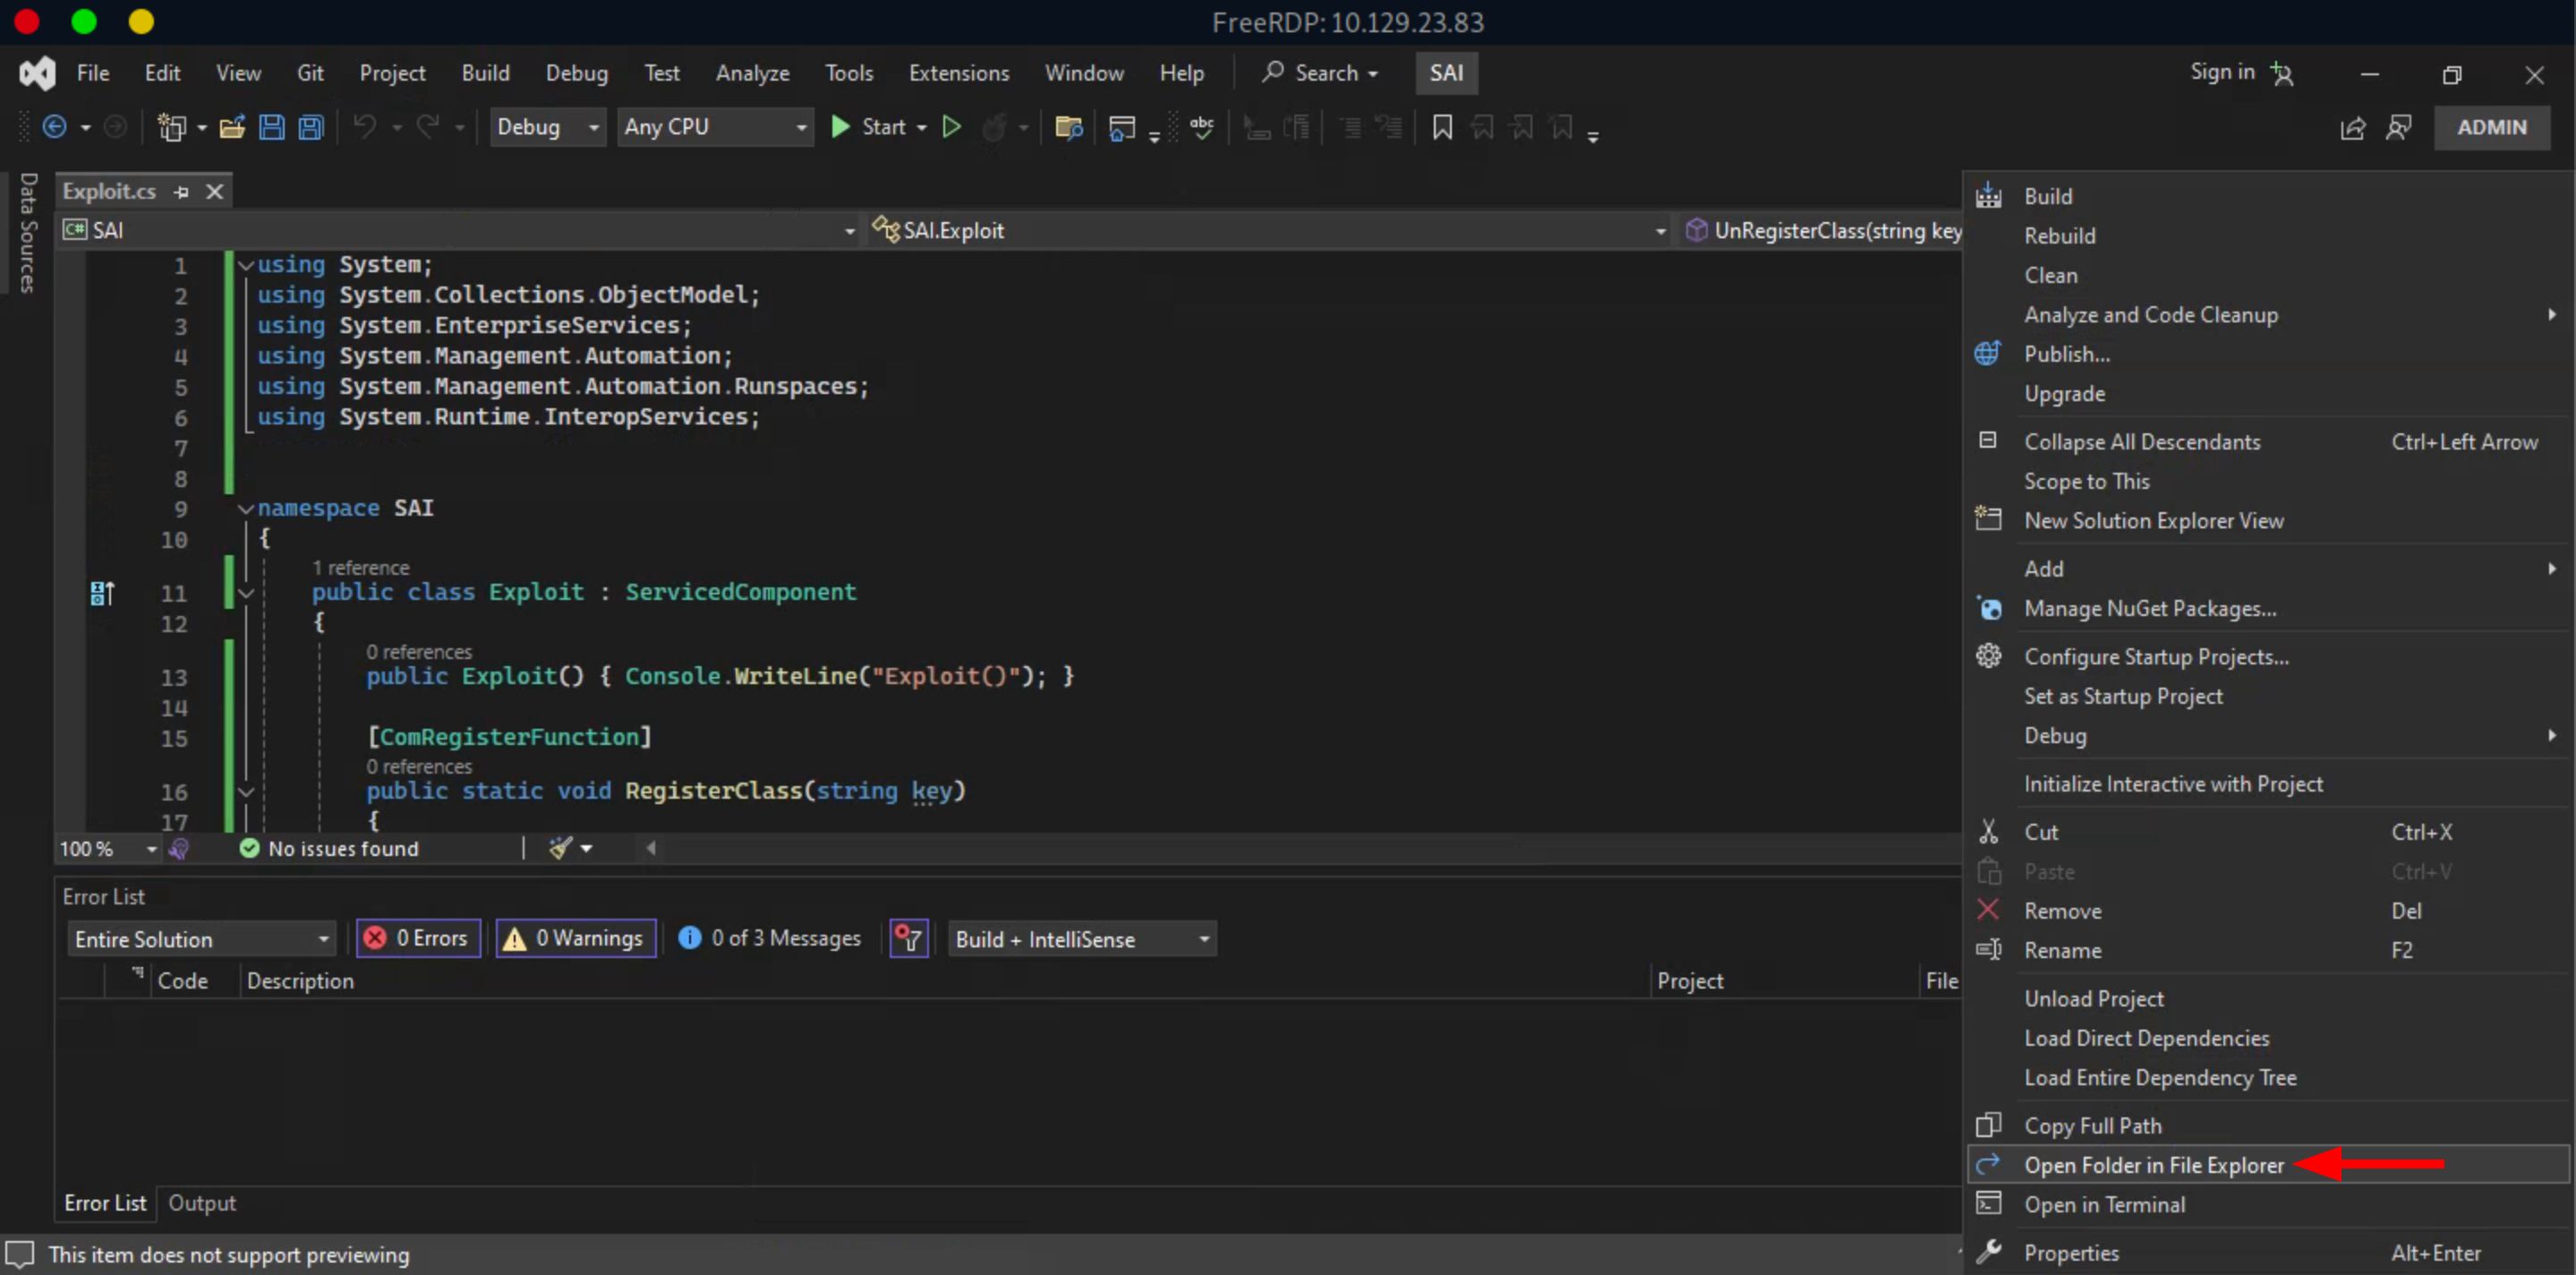 FreeRDP: 10.129.23.83
File Edit View Git Project Build Debug Test Analyze Tools Extensions Window Help Search SAI Sign in
Debug Any CPU Start abc ADMIN
Data Sources
Exploit.cs
C# SAI SAI.Exploit UnRegisterClass(string key
1 using System;
2 using System.Collections.ObjectModel;
3 using System.EnterpriseServices;
4 using System.Management.Automation;
5 using System.Management.Automation.Runspaces;
6 using System.Runtime.InteropServices;
7
8
9 namespace SAI
10 {
1 reference
11 public class Exploit : ServicedComponent
12 {
0 references
13 public Exploit() { Console.WriteLine("Exploit()"); }
14
15 [ComRegisterFunction]
0 references
16 public static void RegisterClass(string key)
17 {
100 % No issues found
Error List
Entire Solution 0 Errors 0 Warnings 0 of 3 Messages Build + IntelliSense
Code Description Project File
Error List Output
This item does not support previewing
Build
Rebuild
Clean
Analyze and Code Cleanup
Publish...
Upgrade
Collapse All Descendants Ctrl+Left Arrow
Scope to This
New Solution Explorer View
Add
Manage NuGet Packages...
Configure Startup Projects...
Set as Startup Project
Debug
Initialize Interactive with Project
Cut Ctrl+X
Paste Ctrl+V
Remove Del
Rename F2
Unload Project
Load Direct Dependencies
Load Entire Dependency Tree
Copy Full Path
Open Folder in File Explorer
Open in Terminal
Properties Alt+Enter